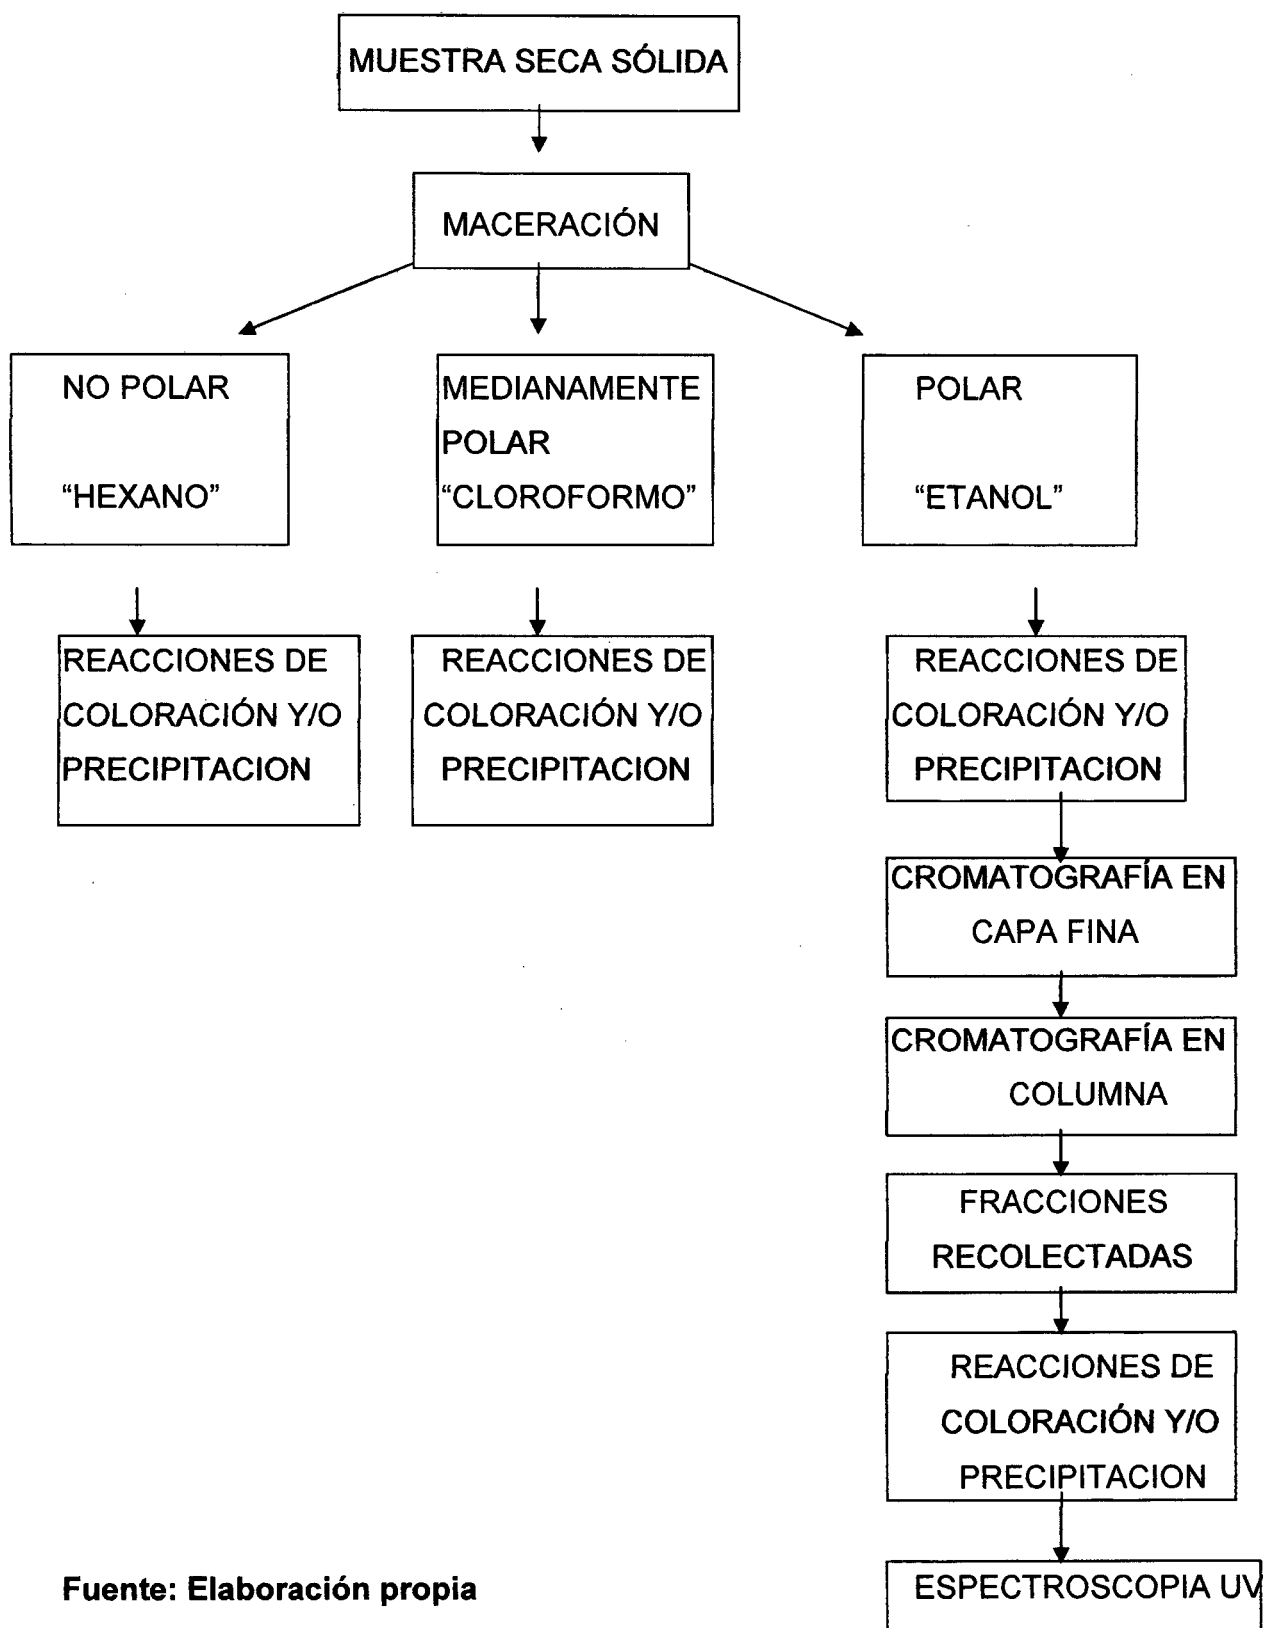 MUESTRA SECA SÓLIDA
MACERACIÓN
NO POLAR
“HEXANO”
MEDIANAMENTE
POLAR
“CLOROFORMO”
POLAR
“ETANOL”
REACCIONES DE
COLORACIÓN Y/O
PRECIPITACION
REACCIONES DE
COLORACIÓN Y/O
PRECIPITACION
REACCIONES DE
COLORACIÓN Y/O
PRECIPITACION
CROMATOGRAFÍA EN
CAPA FINA
CROMATOGRAFÍA EN
COLUMNA
FRACCIONES
RECOLECTADAS
REACCIONES DE
COLORACIÓN Y/O
PRECIPITACION
ESPECTROSCOPIA UV
Fuente: Elaboración propia